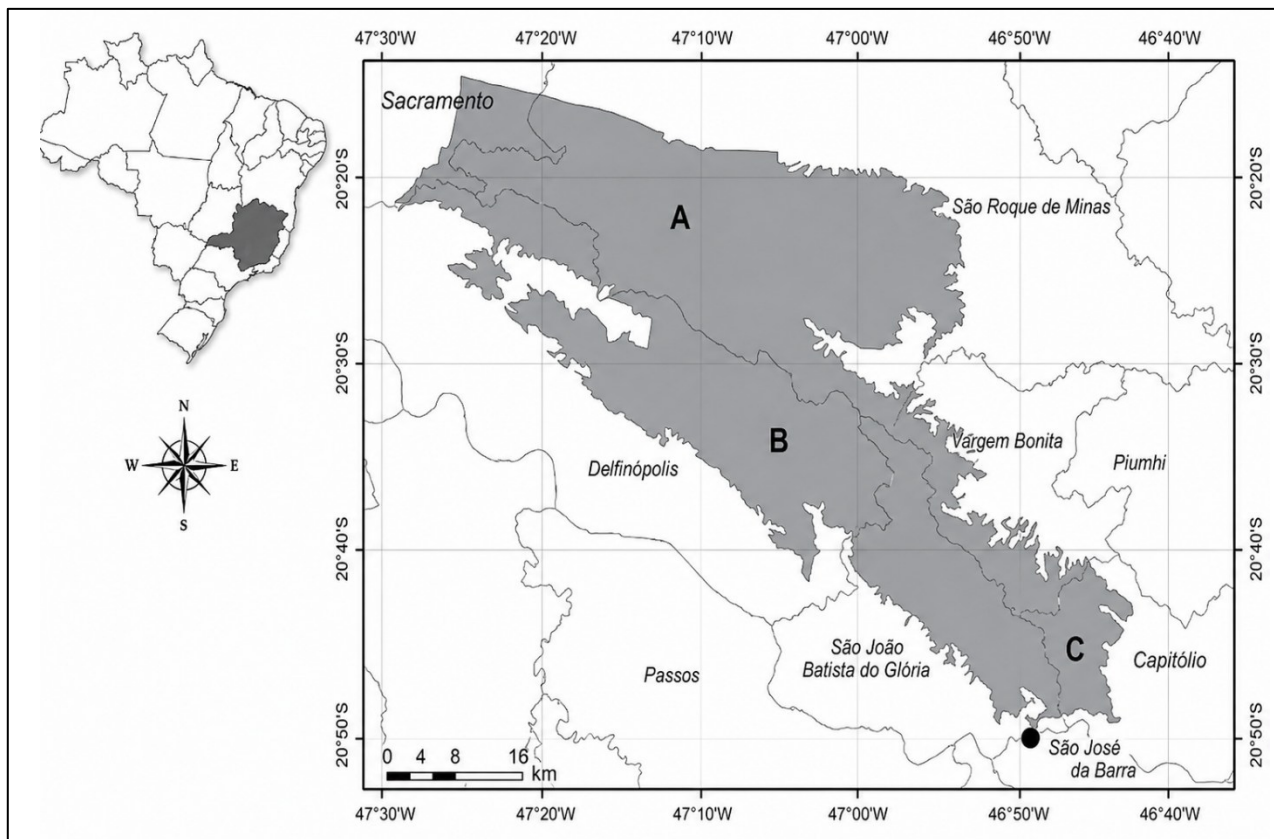 47°30'W 47°20'W 47°10'W 47°00'W 46°50'W 46°40'W
Sacramento
20°20'S 20°20'S
A
São Roque de Minas
20°30'S 20°30'S
B
Vargem Bonita
Piumhi
Delfinópolis
N
W E
S
20°40'S 20°40'S
São João
Batista do Glória
C
Capitólio
Passos
20°50'S 20°50'S
São José
da Barra
0 4 8 16
km
47°30'W 47°20'W 47°10'W 47°00'W 46°50'W 46°40'W